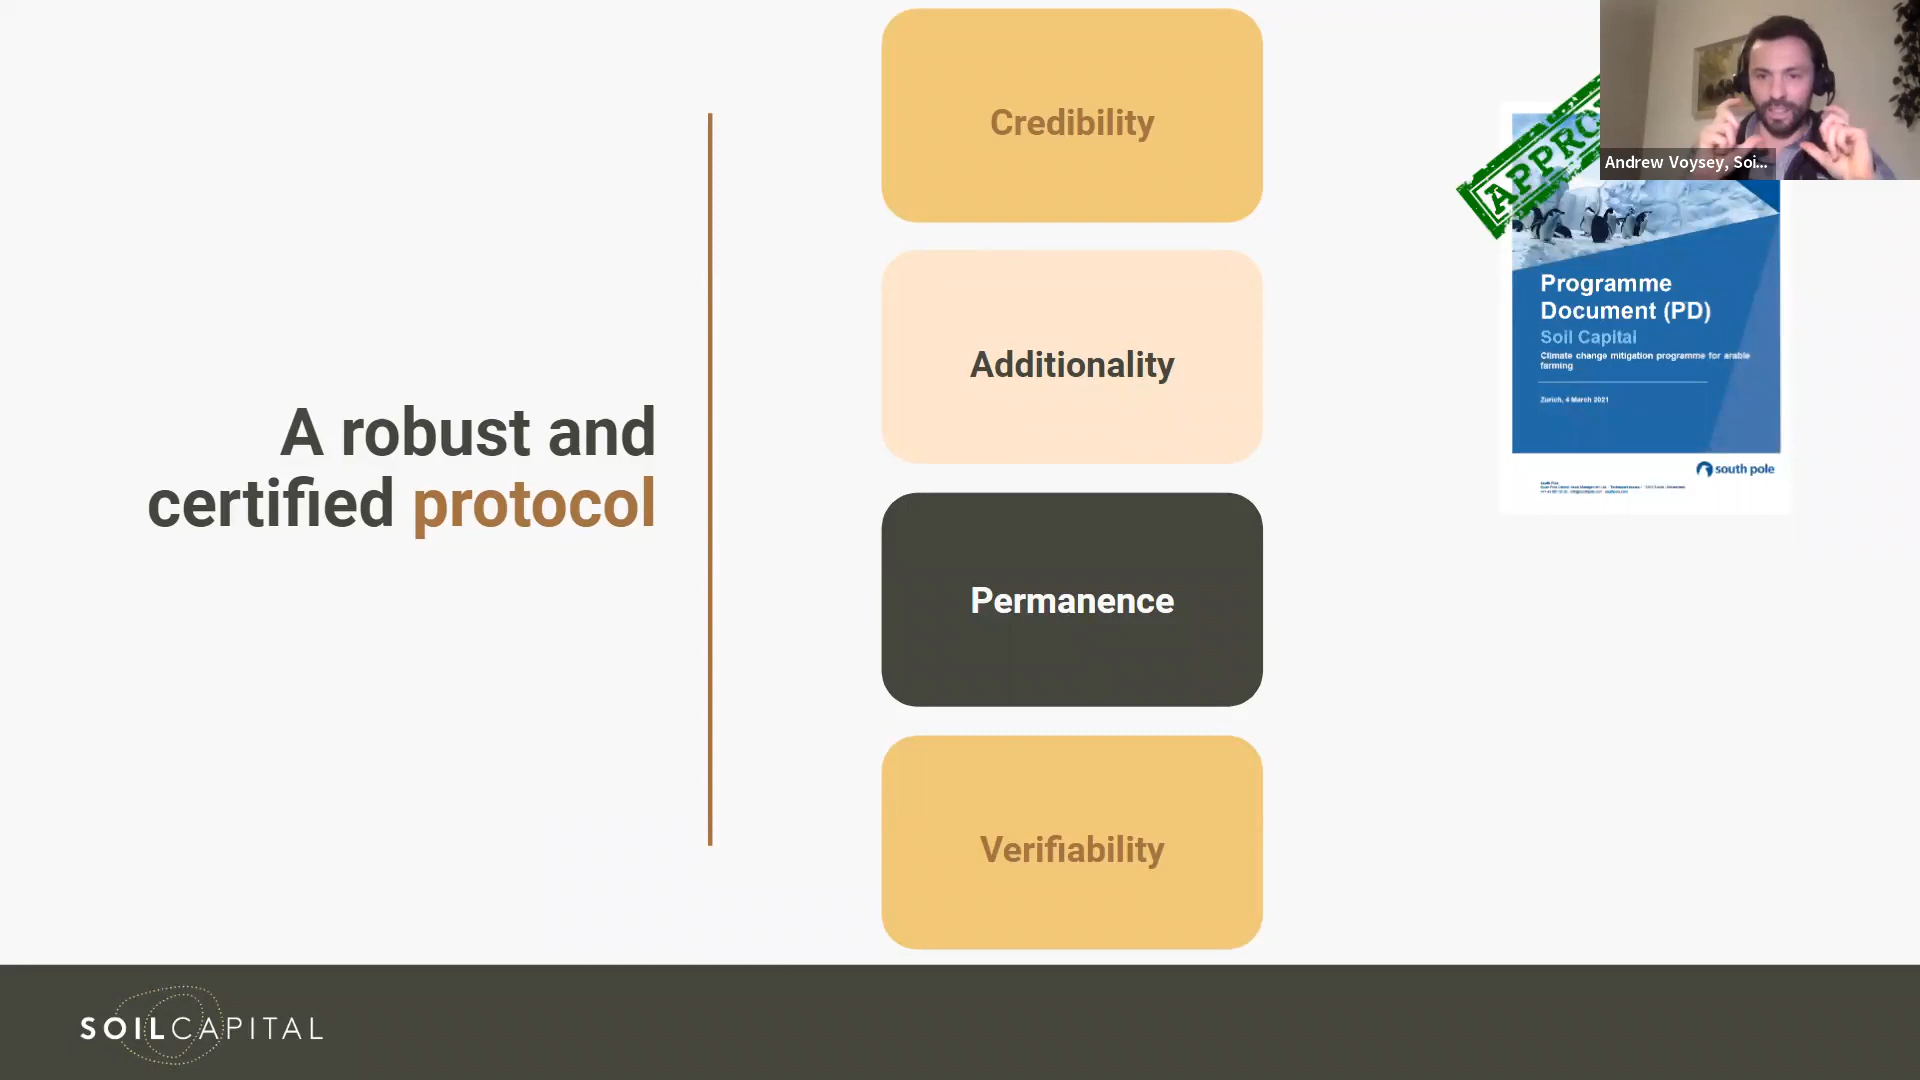 A robust and
certified protocol
Credibility
Additionality
Permanence
Verifiability
APPRO
Andrew Voysey, Soi...
Programme
Document (PD)
Soil Capital
Climate change mitigation programme for arable
farming
Zurich, 4 March 2021
south pole
SOILCAPITAL